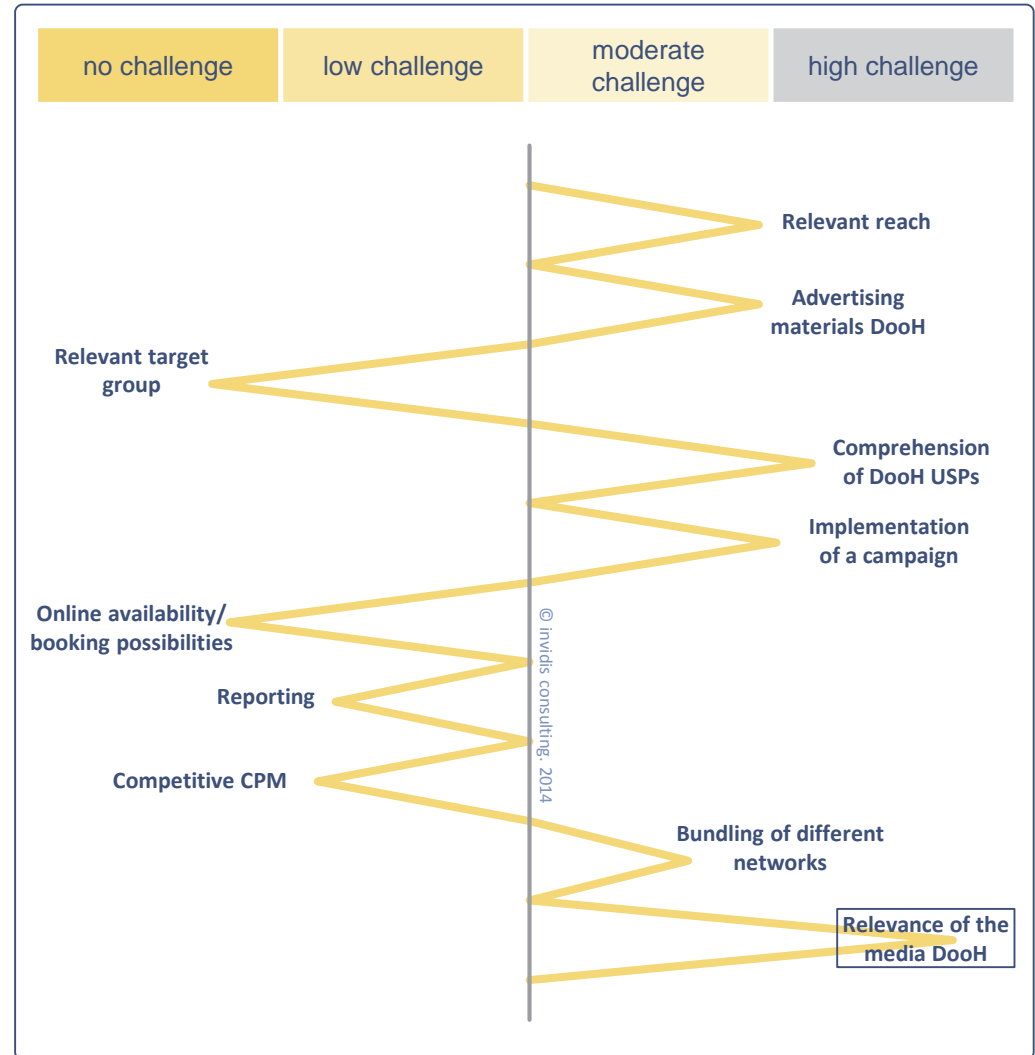 no challenge
low challenge
moderate
challenge
high challenge
Relevant reach
Advertising
materials DooH
Relevant target
group
Comprehension
of DooH USPs
Implementation
of a campaign
Online availability/
booking possibilities
Reporting
© invidis consulting. 2014
Competitive CPM
Bundling of different
networks
Relevance of the
media DooH